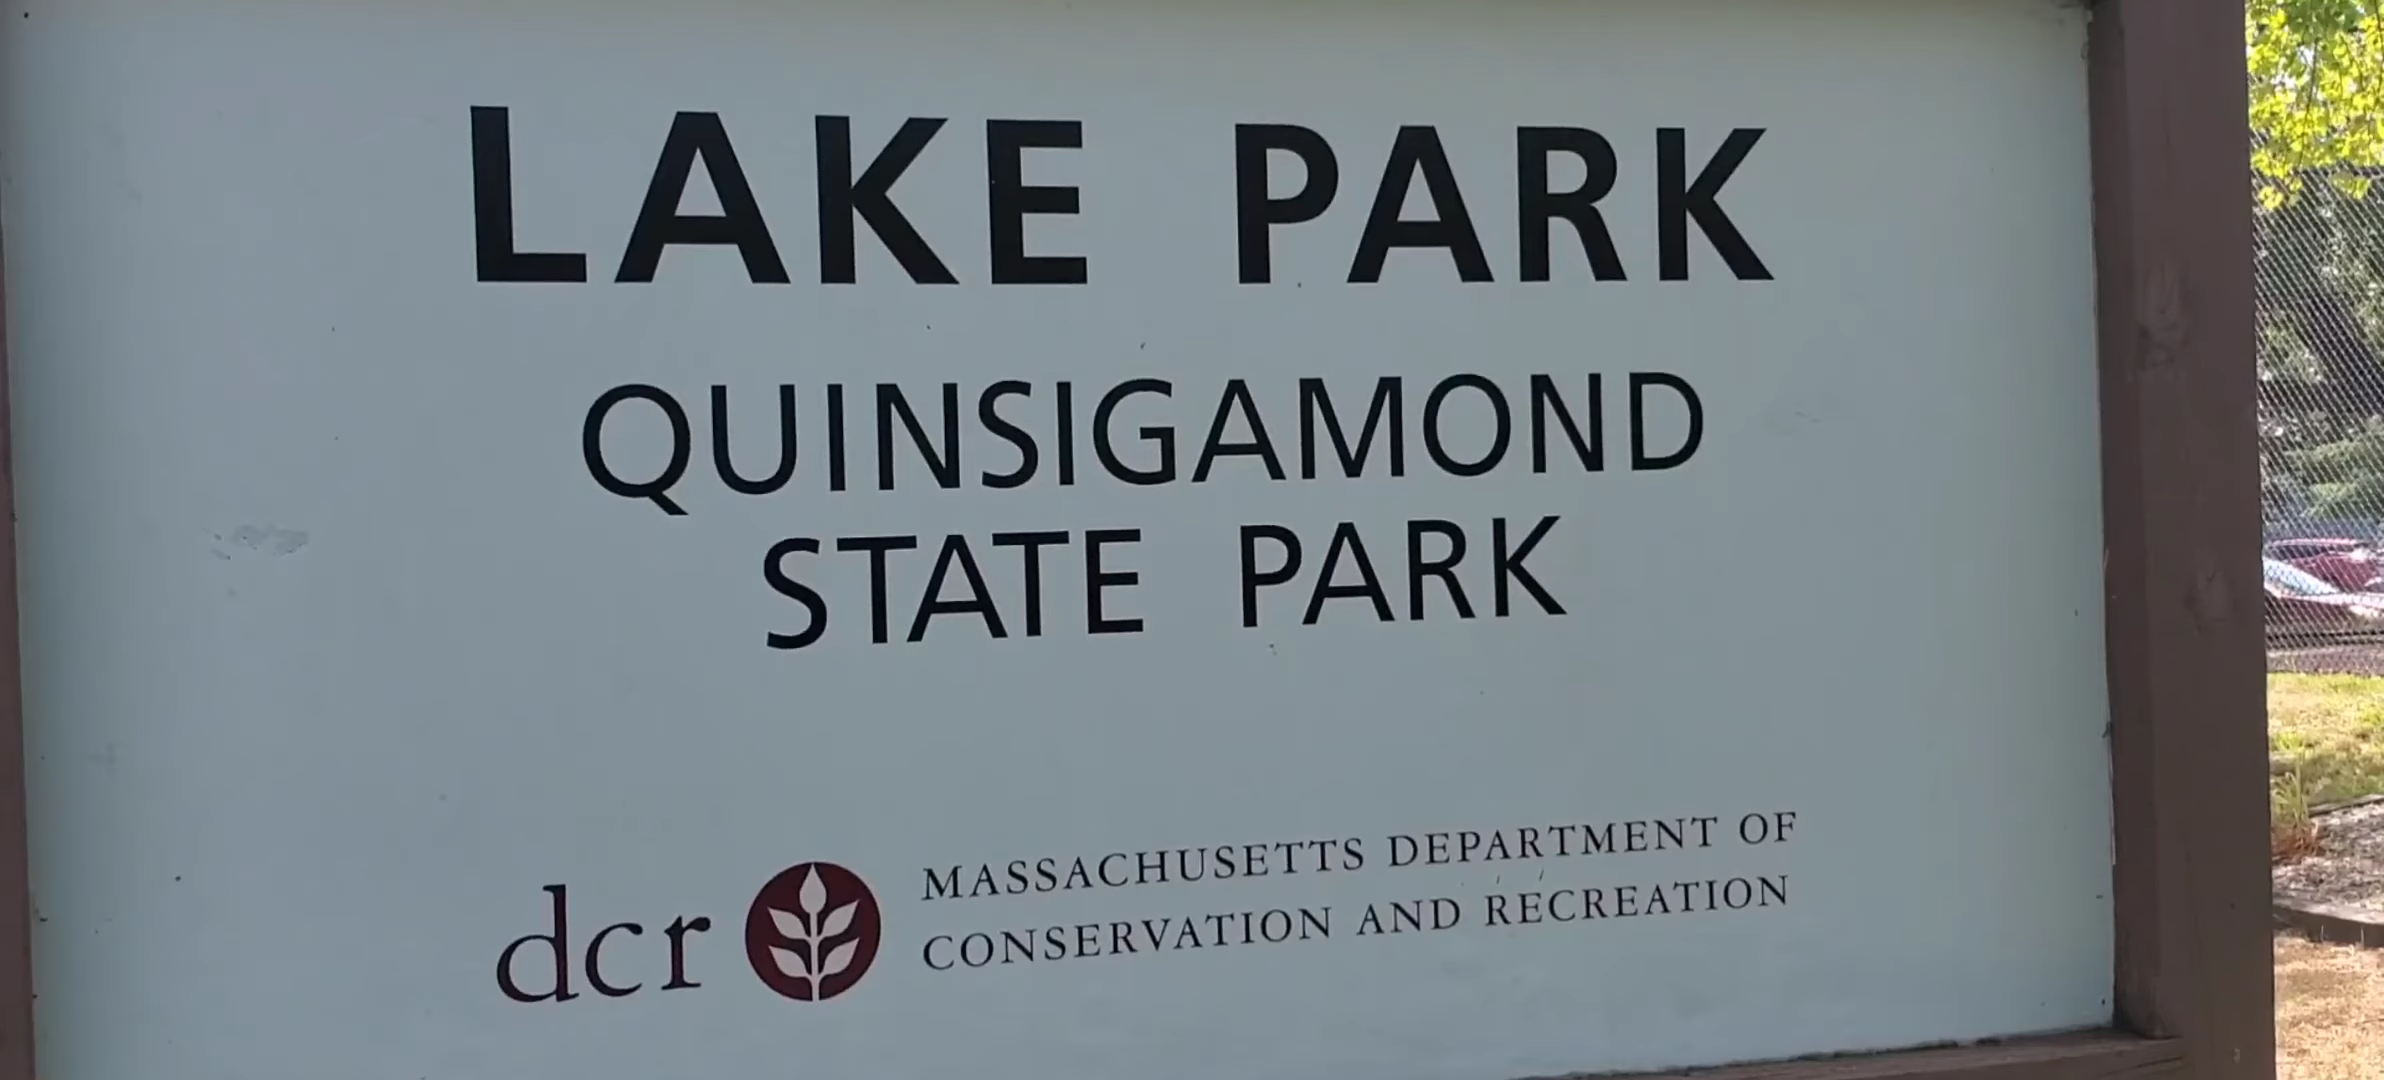 LAKE PARK
QUINSIGAMOND
STATE PARK
dcr
MASSACHUSETTS DEPARTMENT OF
CONSERVATION AND RECREATION